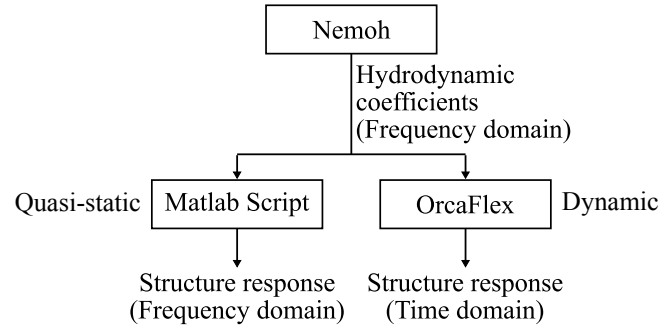 Nemoh
Hydrodynamic
coefficients
(Frequency domain)
Quasi-static
Matlab Script
OrcaFlex
Dynamic
Structure response
(Frequency domain)
Structure response
(Time domain)